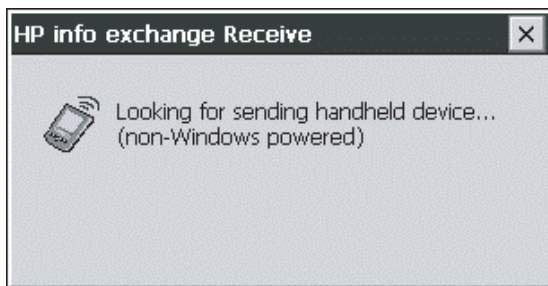 HP info exchange Receive
Looking for sending handheld device...
(non-Windows powered)